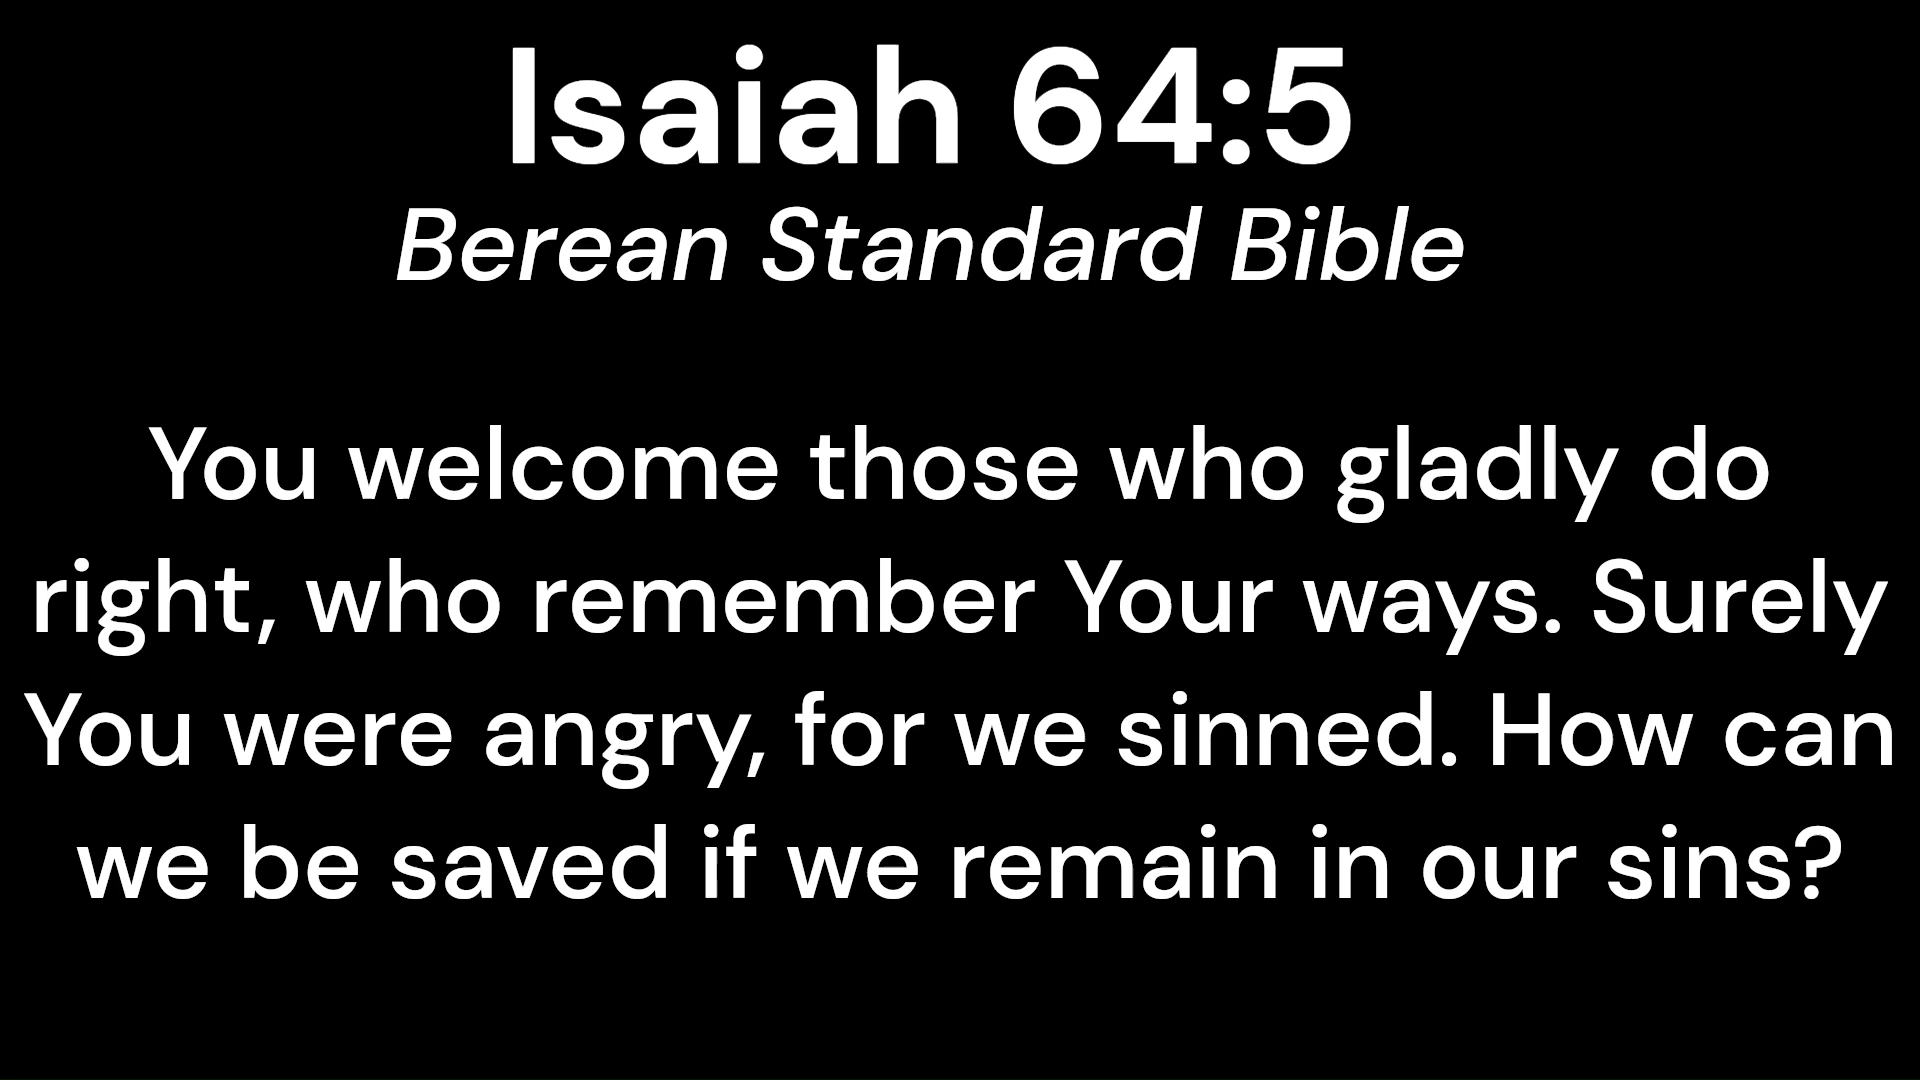 Isaiah 64:5
Berean Standard Bible
You welcome those who gladly do
right, who remember Your ways. Surely
You were angry, for we sinned. How can
we be saved if we remain in our sins?